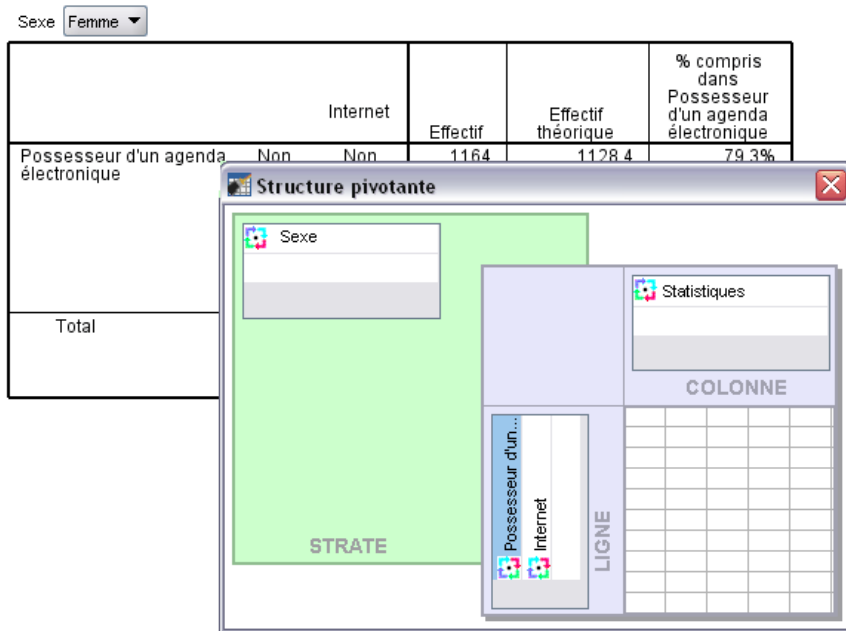 Sexe Femme
Internet
Effectif
Effectif
théorique
% compris
dans
Possesseur
d'un agenda
électronique
Possesseur d'un agenda
électronique
Non Non 1164 1128.4 79.3%
Structure pivotante
Sexe
Statistiques
COLONNE
Total
Possesseur d'un...
Internet
LIGNE
STRATE